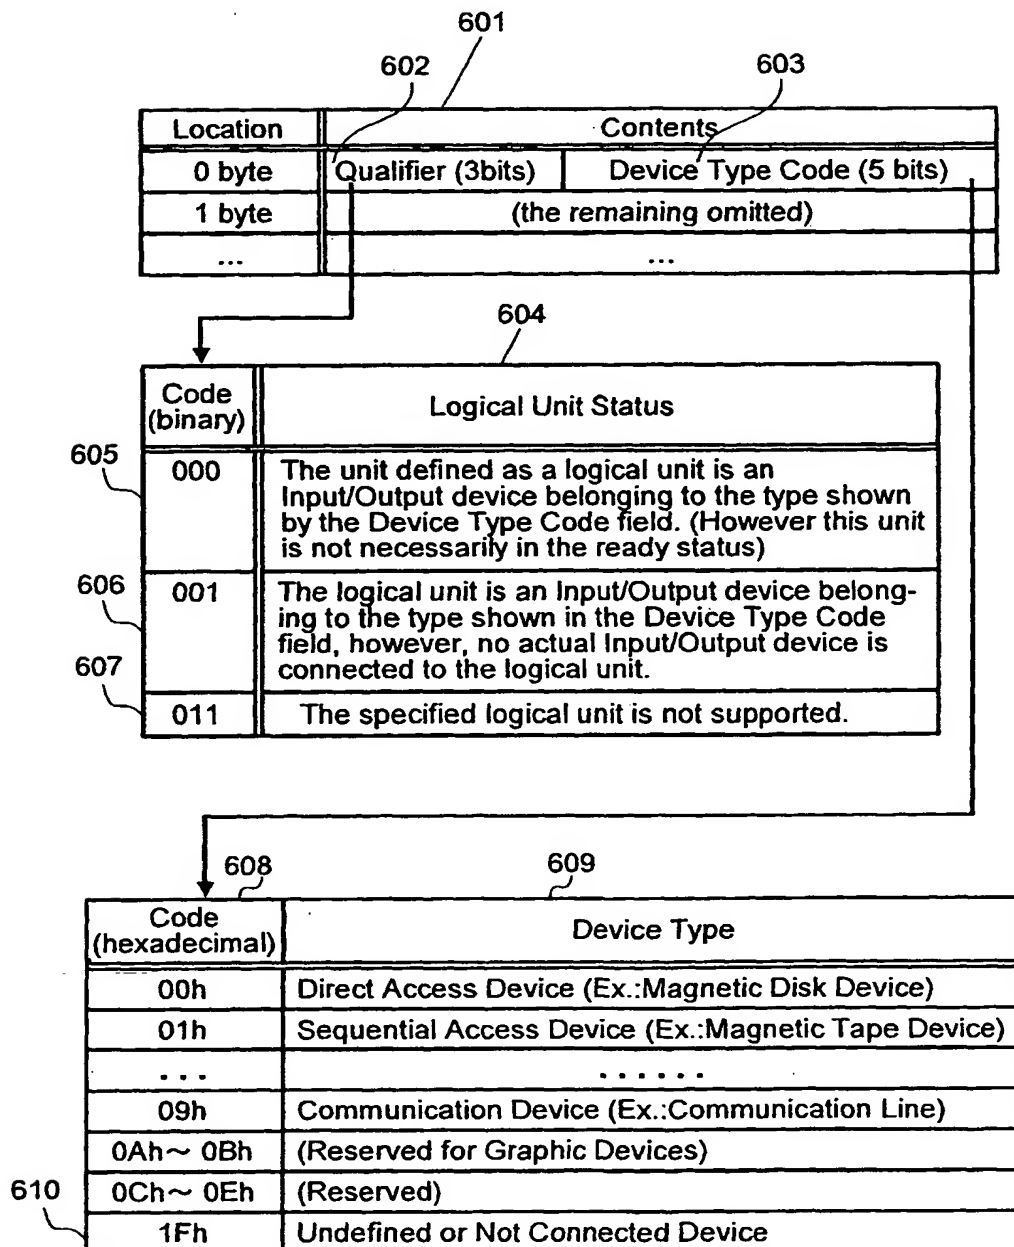 601
602
603
Location Contents
0 byte Qualifier (3bits) Device Type Code (5 bits)
1 byte (the remaining omitted)
... ...
604
Code
(binary)
Logical Unit Status
605
000 The unit defined as a logical unit is an
Input/Output device belonging to the type shown
by the Device Type Code field. (However this unit
is not necessarily in the ready status)
606
001 The logical unit is an Input/Output device belong-
ing to the type shown in the Device Type Code
field, however, no actual Input/Output device is
connected to the logical unit.
607
011 The specified logical unit is not supported.
608
609
Code
(hexadecimal)
Device Type
00h Direct Access Device (Ex.:Magnetic Disk Device)
01h Sequential Access Device (Ex.:Magnetic Tape Device)
... ......
09h Communication Device (Ex.:Communication Line)
0Ah~ 0Bh (Reserved for Graphic Devices)
0Ch~ 0Eh (Reserved)
610
1Fh Undefined or Not Connected Device